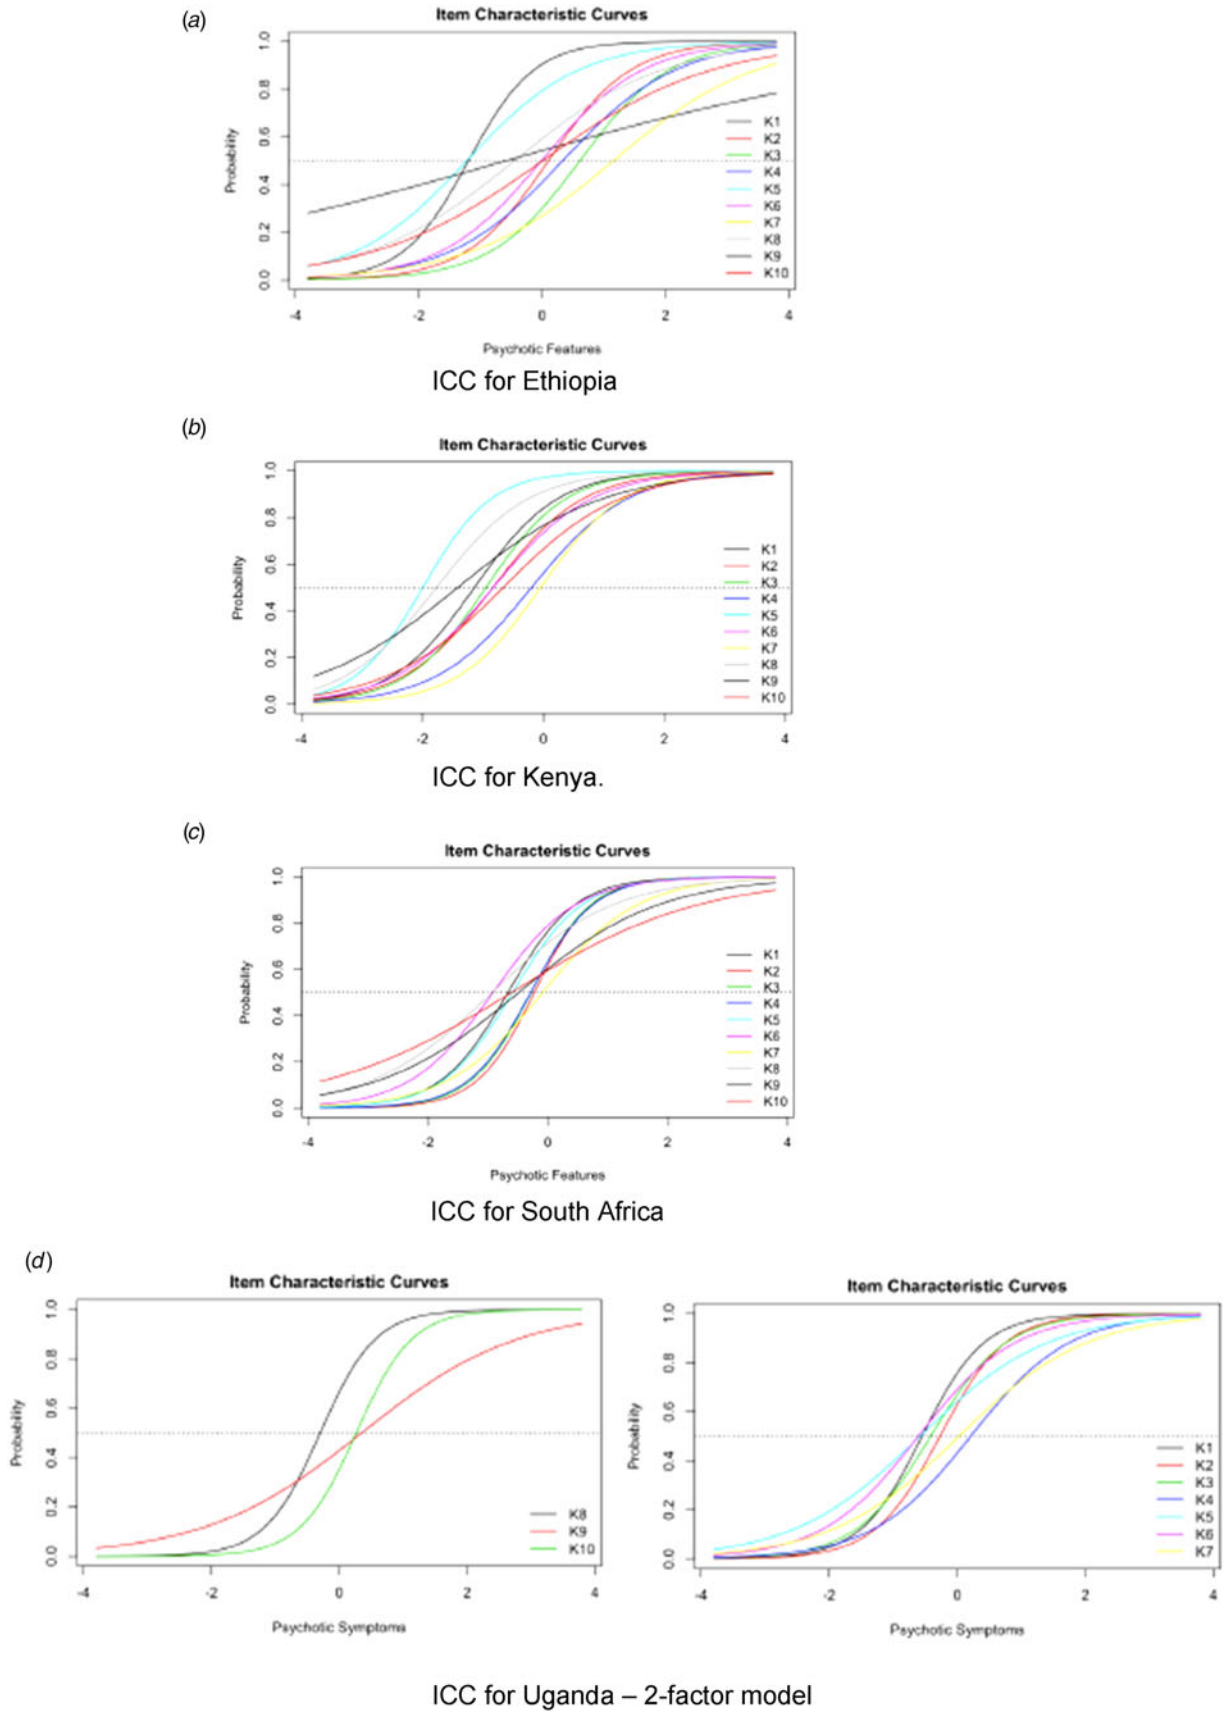 (a)
Item Characteristic Curves
Probability
0.0 0.2 0.4 0.6 0.8 1.0
K1
K2
K3
K4
K5
K6
K7
K8
K9
K10
-4 -2 0 2 4
Psychotic Features
ICC for Ethiopia
(b)
Item Characteristic Curves
Probability
0.0 0.2 0.4 0.6 0.8 1.0
K1
K2
K3
K4
K5
K6
K7
K8
K9
K10
-4 -2 0 2 4
ICC for Kenya.
(c)
Item Characteristic Curves
Probability
0.0 0.2 0.4 0.6 0.8 1.0
K1
K2
K3
K4
K5
K6
K7
K8
K9
K10
-4 -2 0 2 4
Psychotic Features
ICC for South Africa
(d)
Item Characteristic Curves
Probability
0.0 0.2 0.4 0.6 0.8 1.0
K8
K9
K10
-4 -2 0 2 4
Psychotic Symptoms
Item Characteristic Curves
Probability
0.0 0.2 0.4 0.6 0.8 1.0
K1
K2
K3
K4
K5
K6
K7
-4 -2 0 2 4
Psychotic Symptoms
ICC for Uganda – 2-factor model